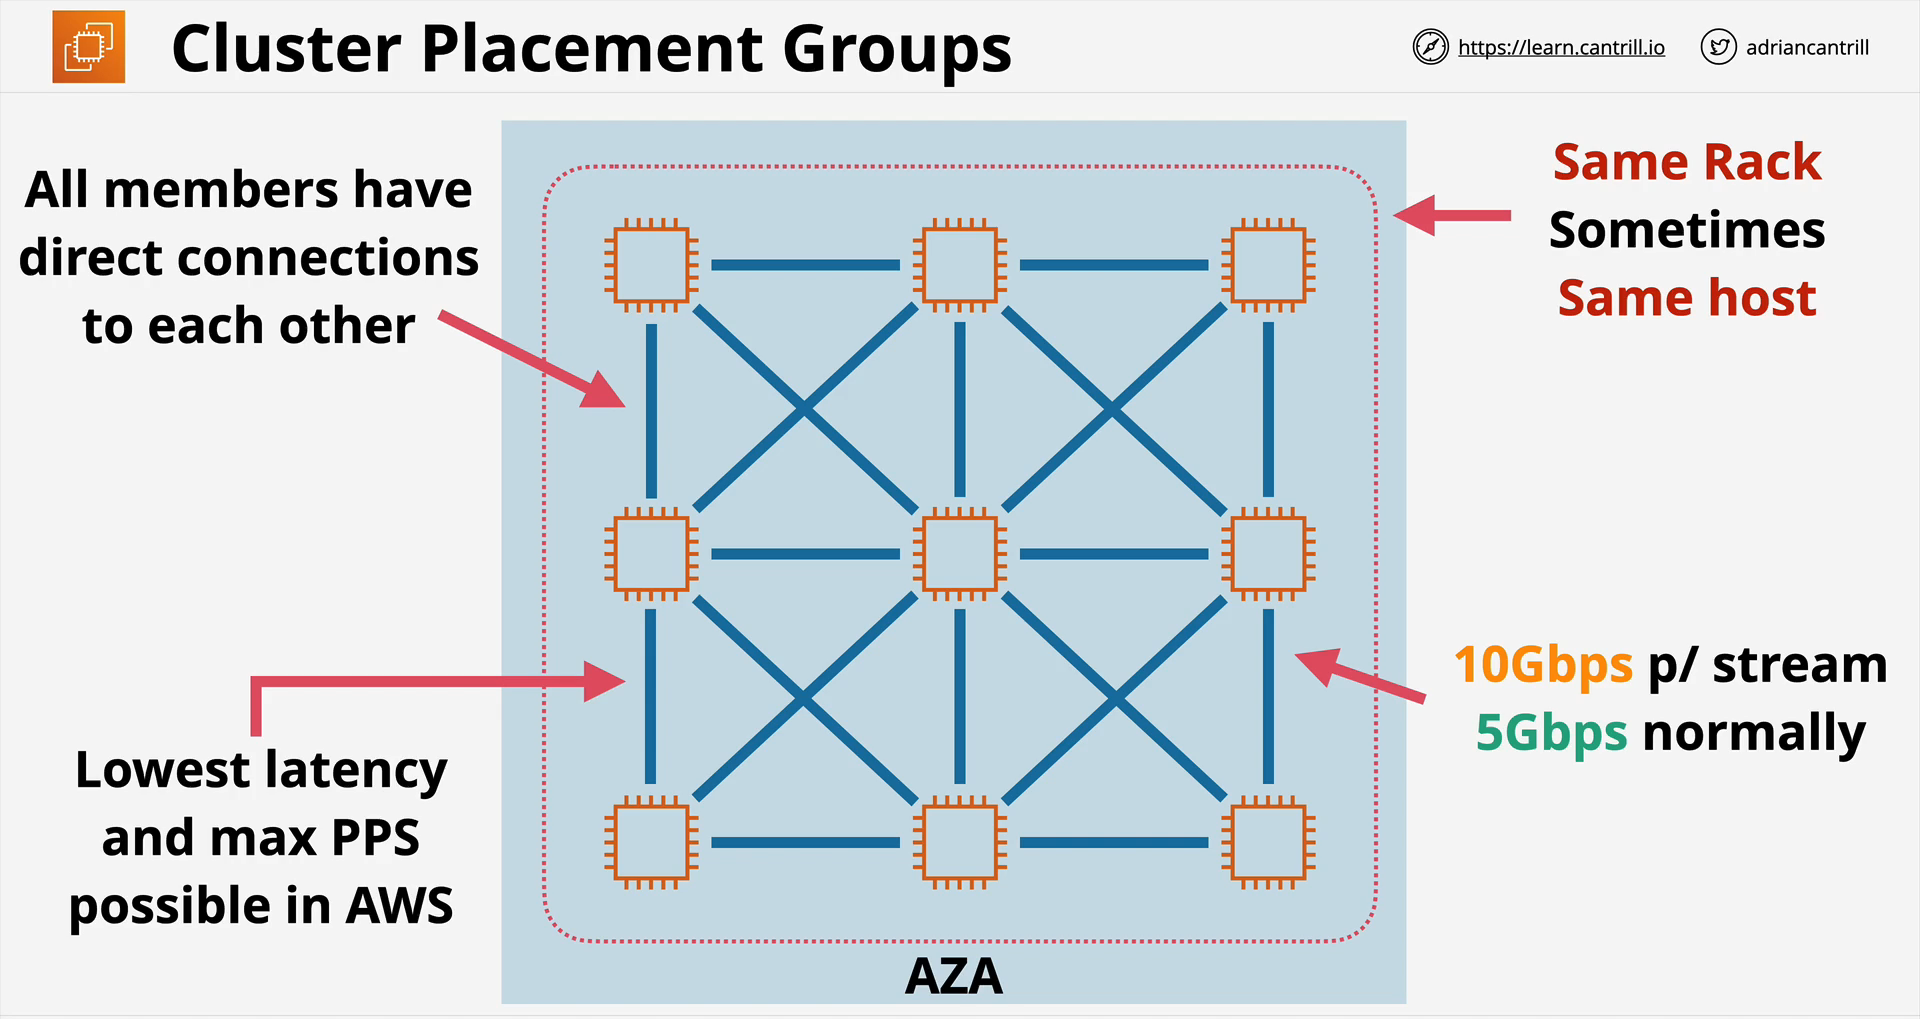 Cluster Placement Groups
https://learn.cantrill.io
adriancantrill
All members have
direct connections
to each other
Same Rack
Sometimes
Same host
10Gbps p/ stream
5Gbps normally
Lowest latency
and max PPS
possible in AWS
AZA